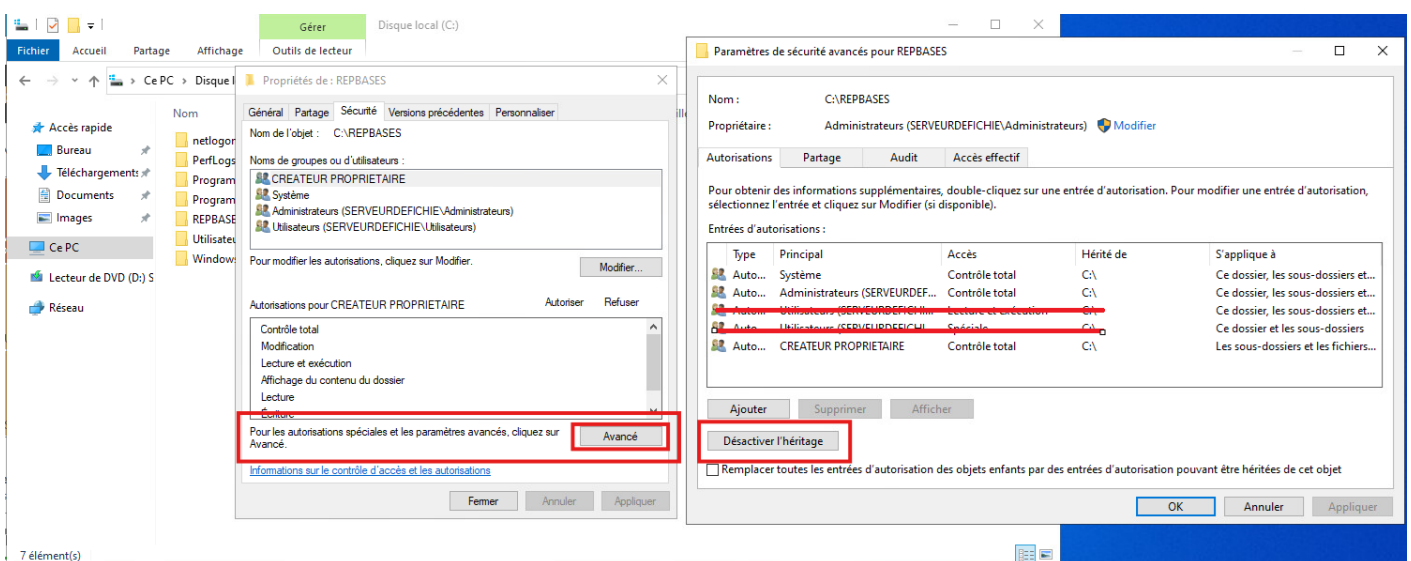 Gérer
Disque local (C:)
Fichier Accueil Partage Affichage Outils de lecteur
Ce PC > Disque l
Nom
Accès rapide
Bureau
Téléchargements
Documents
Images
Ce PC
Lecteur de DVD (D:) S
Réseau
netlogor
PerfLogs
Program
Program
REPBASE
Utilisateu
Windows
7 élément(s)
Propriétés de : REPBASES
Général Partage Sécurité Versions précédentes Personnaliser
Nom de l'objet : C:\REPBASES
Noms de groupes ou d'utilisateurs :
CREATEUR PROPRIETAIRE
Système
Administrateurs (SERVEURDEFICHIE\Administrateurs)
Utilisateurs (SERVEURDEFICHIE\Utilisateurs)
Pour modifier les autorisations, cliquez sur Modifier.
Modifier...
Autorisations pour CREATEUR PROPRIETAIRE Autoriser Refuser
Contrôle total
Modification
Lecture et exécution
Affichage du contenu du dossier
Lecture
Écriture
Pour les autorisations spéciales et les paramètres avancés, cliquez sur
Avancé.
Avancé
Informations sur le contrôle d'accès et les autorisations
Fermer Annuler Appliquer
Paramètres de sécurité avancés pour REPBASES
Nom : C:\REPBASES
Propriétaire : Administrateurs (SERVEURDEFICHIE\Administrateurs) Modifier
Autorisations Partage Audit Accès effectif
Pour obtenir des informations supplémentaires, double-cliquez sur une entrée d'autorisation. Pour modifier une entrée d'autorisation,
sélectionnez l'entrée et cliquez sur Modifier (si disponible).
Entrées d'autorisations :
Type Principal Accès Hérité de S'applique à
Auto... Système Contrôle total C:\ Ce dossier, les sous-dossiers et...
Auto... Administrateurs (SERVEURDEF... Contrôle total C:\ Ce dossier, les sous-dossiers et...
Auto... Utilisateurs (SERVEURDEFICHI... Lecture et exécution C:\ Ce dossier, les sous-dossiers et...
Auto... Utilisateurs (SERVEURDEFICHI... Spéciale C:\ Ce dossier et les sous-dossiers
Auto... CREATEUR PROPRIETAIRE Contrôle total C:\ Les sous-dossiers et les fichiers...
Ajouter Supprimer Afficher
Désactiver l'héritage
Remplacer toutes les entrées d'autorisation des objets enfants par des entrées d'autorisation pouvant être héritées de cet objet
OK Annuler Appliquer